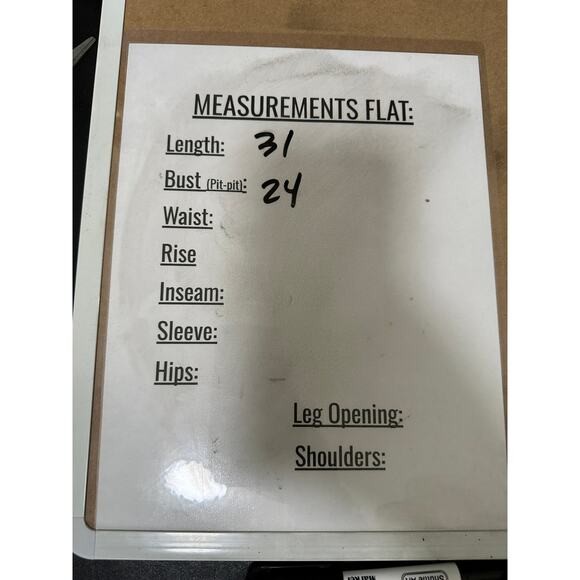 MEASUREMENTS FLAT:
Length: 31
Bust (Pit-pit): 24
Waist:
Rise
Inseam:
Sleeve:
Hips:
Leg Opening:
Shoulders: